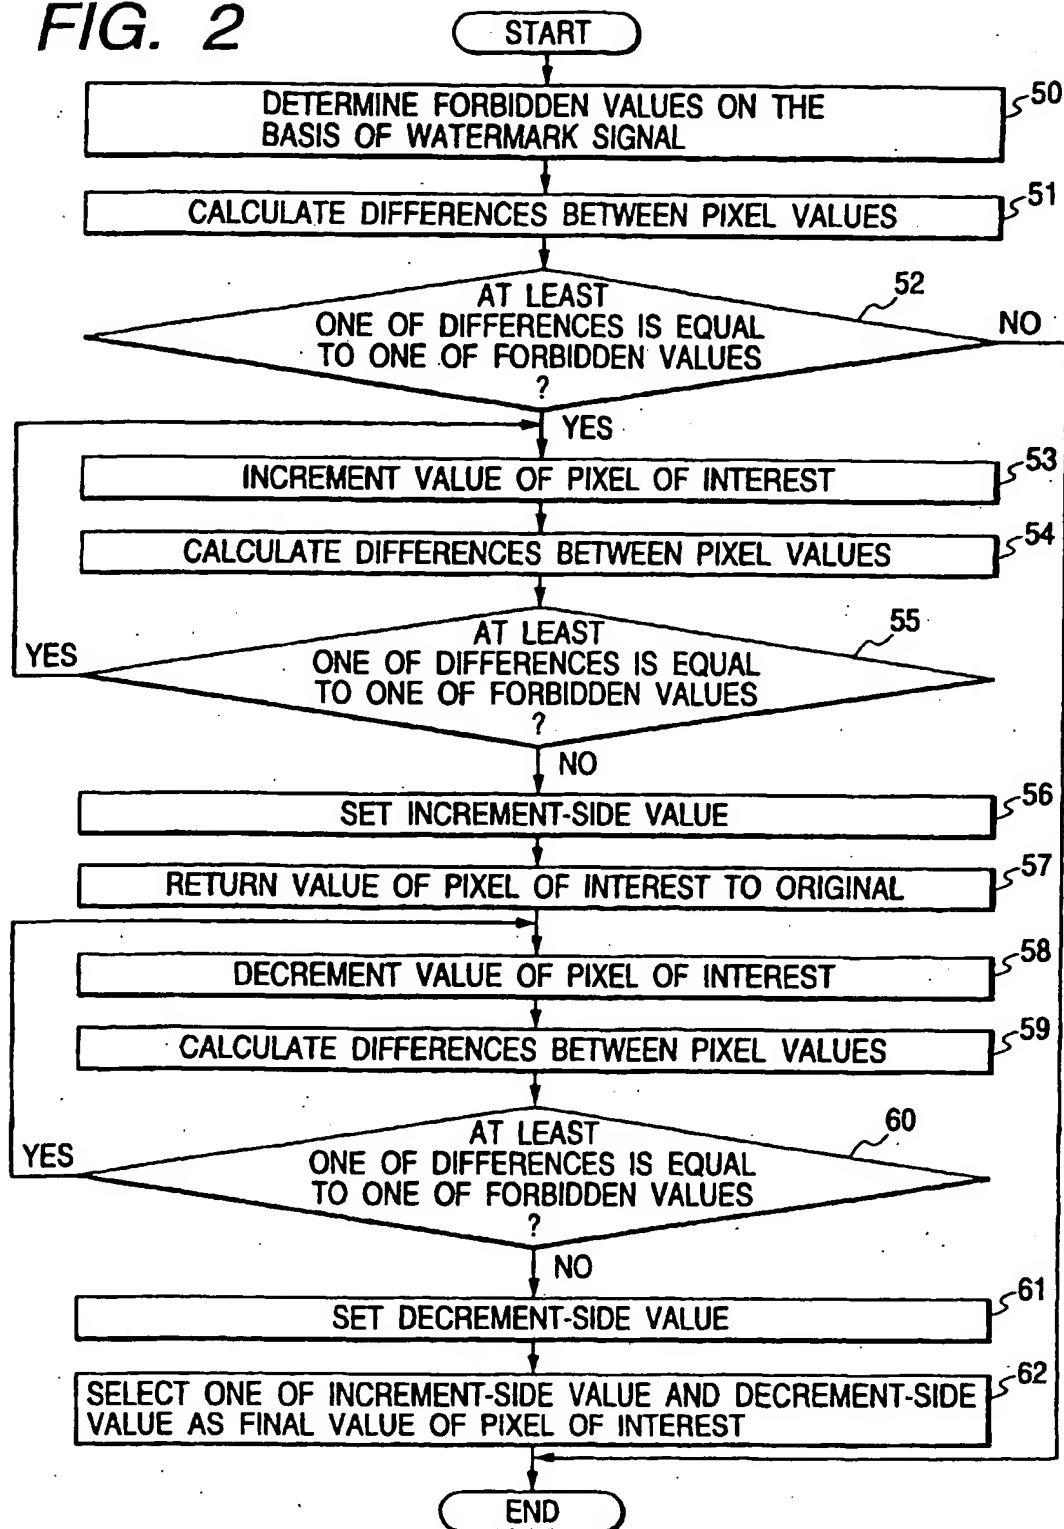 FIG. 2
START
DETERMINE FORBIDDEN VALUES ON THE
BASIS OF WATERMARK SIGNAL
50
CALCULATE DIFFERENCES BETWEEN PIXEL VALUES
51
AT LEAST
ONE OF DIFFERENCES IS EQUAL
TO ONE OF FORBIDDEN VALUES
?
52
NO
YES
INCREMENT VALUE OF PIXEL OF INTEREST
53
CALCULATE DIFFERENCES BETWEEN PIXEL VALUES
54
AT LEAST
ONE OF DIFFERENCES IS EQUAL
TO ONE OF FORBIDDEN VALUES
?
55
YES
NO
SET INCREMENT-SIDE VALUE
56
RETURN VALUE OF PIXEL OF INTEREST TO ORIGINAL
57
DECREMENT VALUE OF PIXEL OF INTEREST
58
CALCULATE DIFFERENCES BETWEEN PIXEL VALUES
59
AT LEAST
ONE OF DIFFERENCES IS EQUAL
TO ONE OF FORBIDDEN VALUES
?
60
YES
NO
SET DECREMENT-SIDE VALUE
61
SELECT ONE OF INCREMENT-SIDE VALUE AND DECREMENT-SIDE
VALUE AS FINAL VALUE OF PIXEL OF INTEREST
62
END